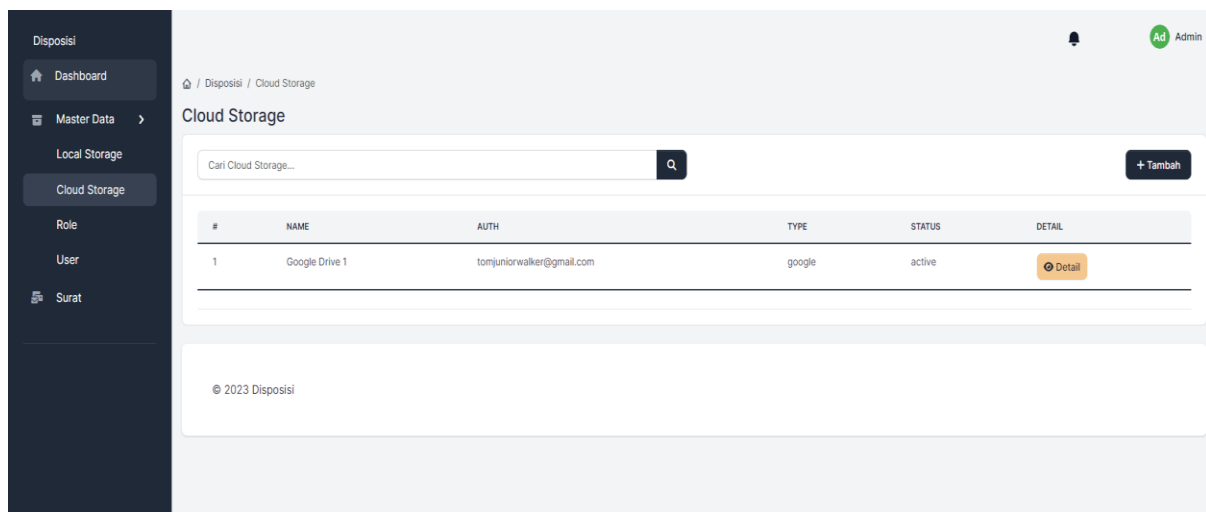 Disposisi
Dashboard
Master Data
Local Storage
Cloud Storage
Role
User
Surat
Ad Admin
/ Disposisi / Cloud Storage
Cloud Storage
Cari Cloud Storage...
+ Tambah
# NAME AUTH TYPE STATUS DETAIL
1 Google Drive 1 tomjuniorwalker@gmail.com google active Detail
© 2023 Disposisi